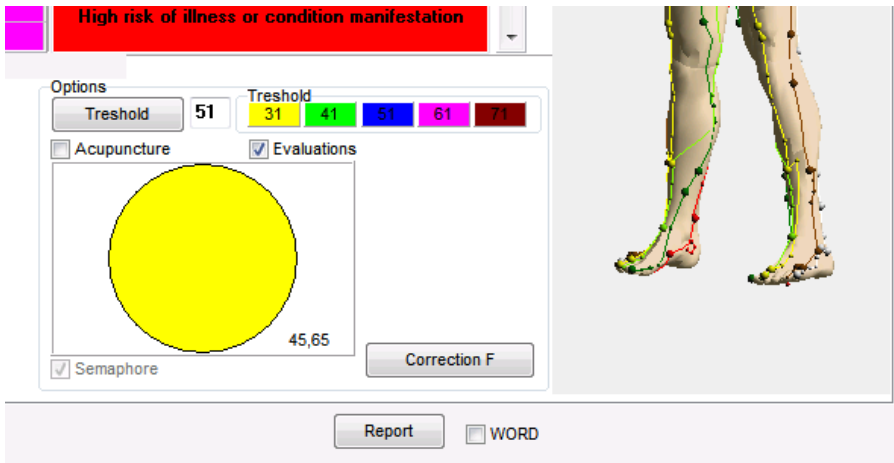 High risk of illness or condition manifestation
Options
Treshold 51
Treshold
31 41 51 61 71
Acupuncture Evaluations
45,65
Semaphore
Correction F
Report WORD